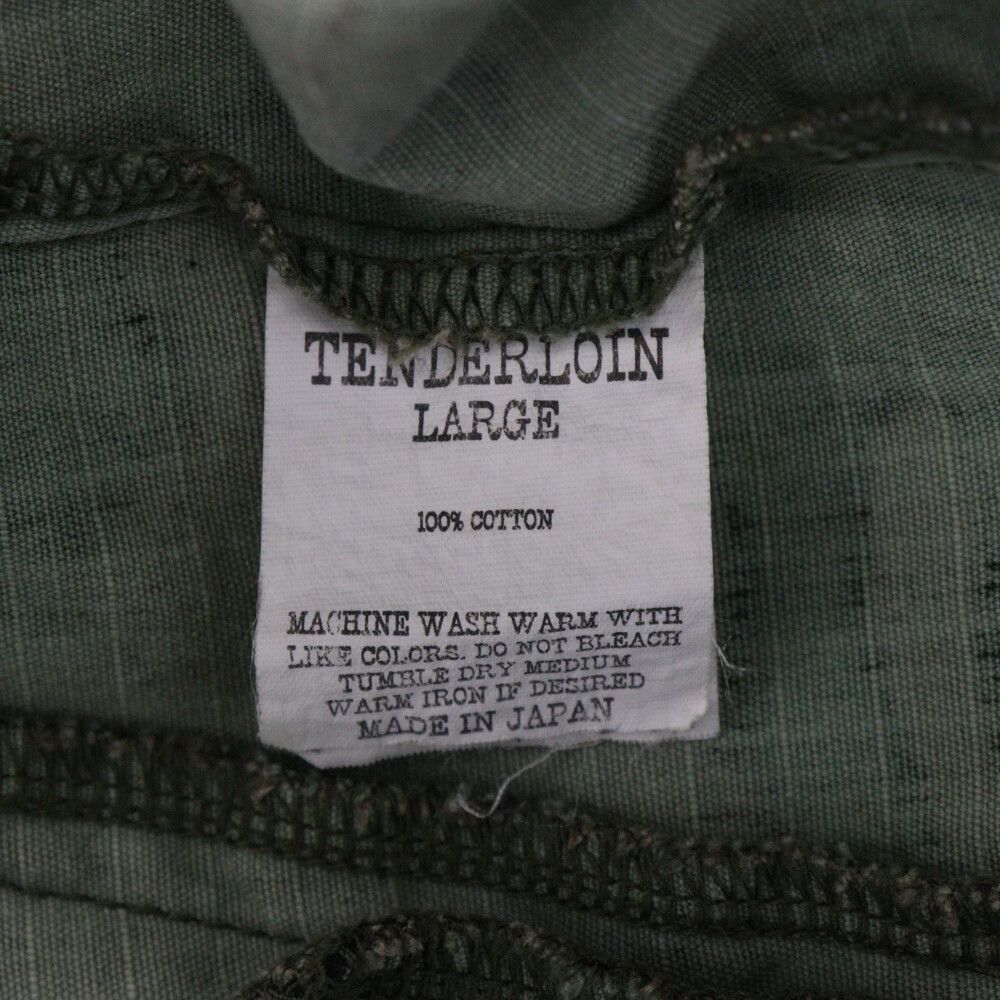 TENDERLOIN
LARGE
100% COTTON
MACHINE WASH WARM WITH
LIKE COLORS. DO NOT BLEACH
TUMBLE DRY MEDIUM
WARM IRON IF DESIRED
MADE IN JAPAN